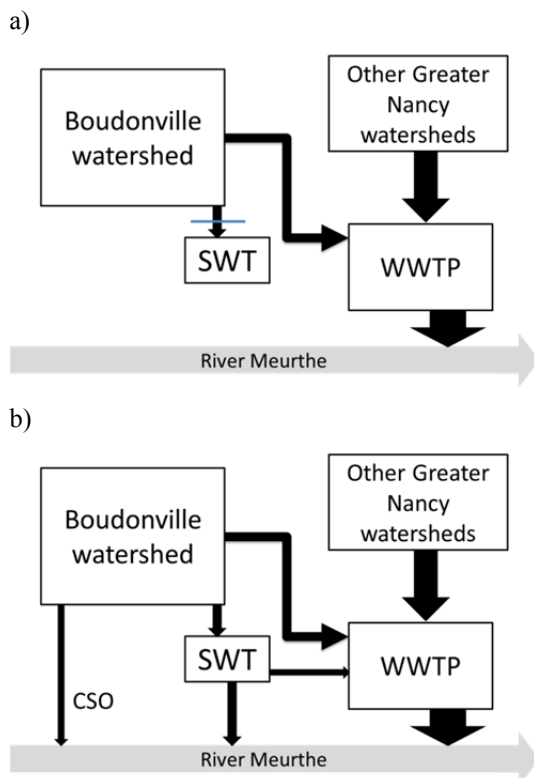 a)
Boudonville
watershed
Other Greater
Nancy
watersheds
SWT
WWTP
River Meurthe
b)
Boudonville
watershed
Other Greater
Nancy
watersheds
SWT
WWTP
CSO
River Meurthe